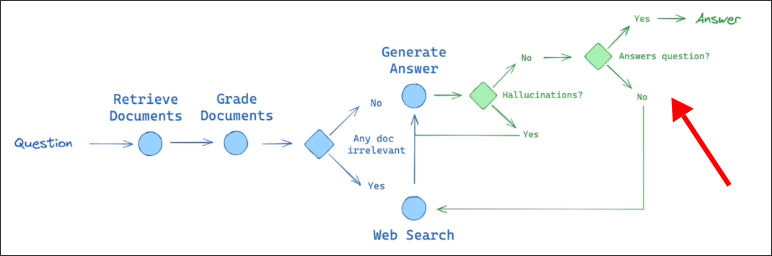 Question
Retrieve
Documents
Grade
Documents
Any doc
irrelevant
No
Yes
Generate
Answer
Web Search
Hallucinations?
No
Yes
Answers question?
Yes
Answer
No